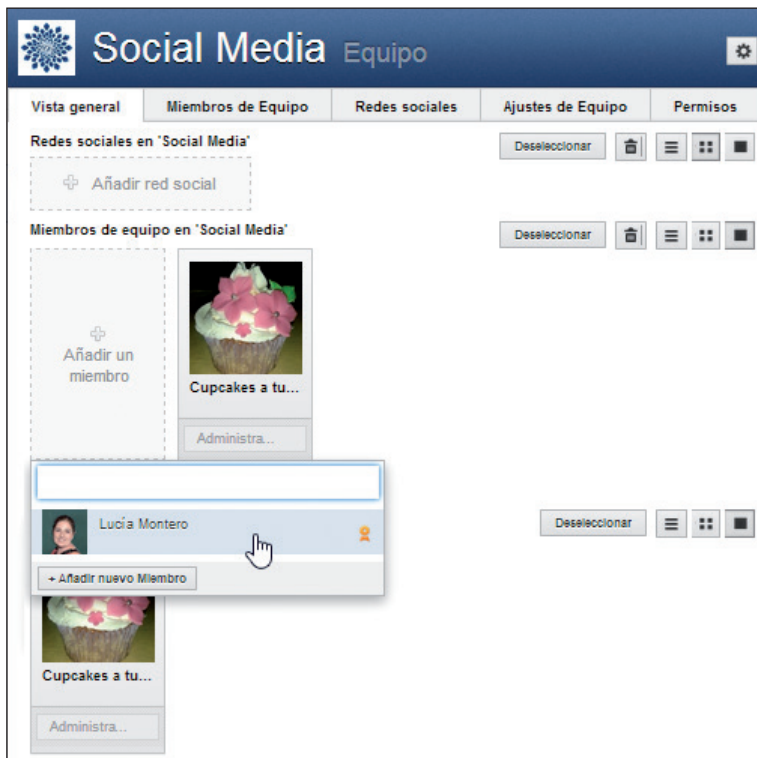 Social Media Equipo
Vista general Miembros de Equipo Redes sociales Ajustes de Equipo Permisos
Redes sociales en "Social Media" Deseleccionar
Añadir red social
Miembros de equipo en "Social Media" Deseleccionar
Añadir un
miembro
Cupcakes a tu...
Administra...
Lucía Montero
Deseleccionar
+ Añadir nuevo Miembro
Cupcakes a tu...
Administra...